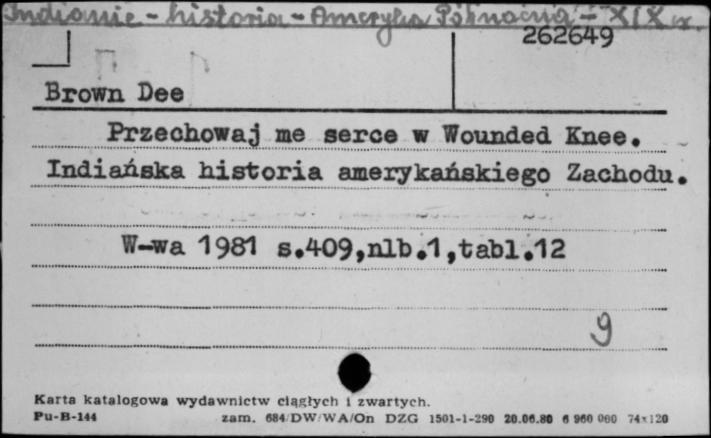 Indianie - historia - Ameryka Północna - XIX w.
262649
Brown Dee
Przechowaj me serce w Wounded Knee.
Indiańska historia amerykańskiego Zachodu.
W-wa 1981 s.409,nlb.1,tabl.12
9
Karta katalogowa wydawnictw ciągłych i zwartych.
Pu-B-144 zam. 684/DW/WA/On DZG 1501-1-290 20.06.80 6 960 000 74x120